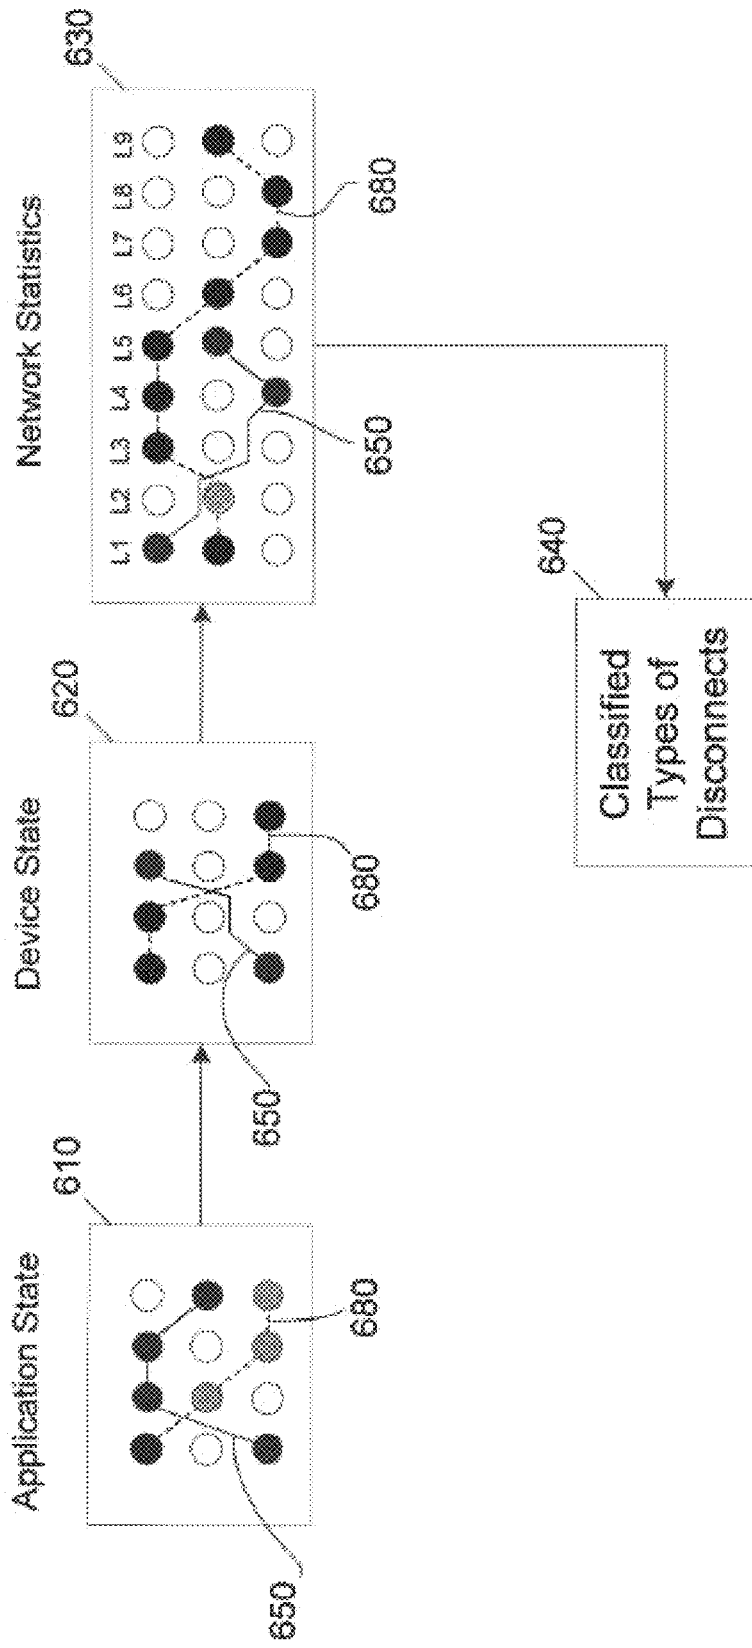 Application State
610
650
680
Device State
620
650
680
Network Statistics
630
L1 L2 L3 L4 L5 L6 L7 L8 L9
650
680
640
Classified
Types of
Disconnects